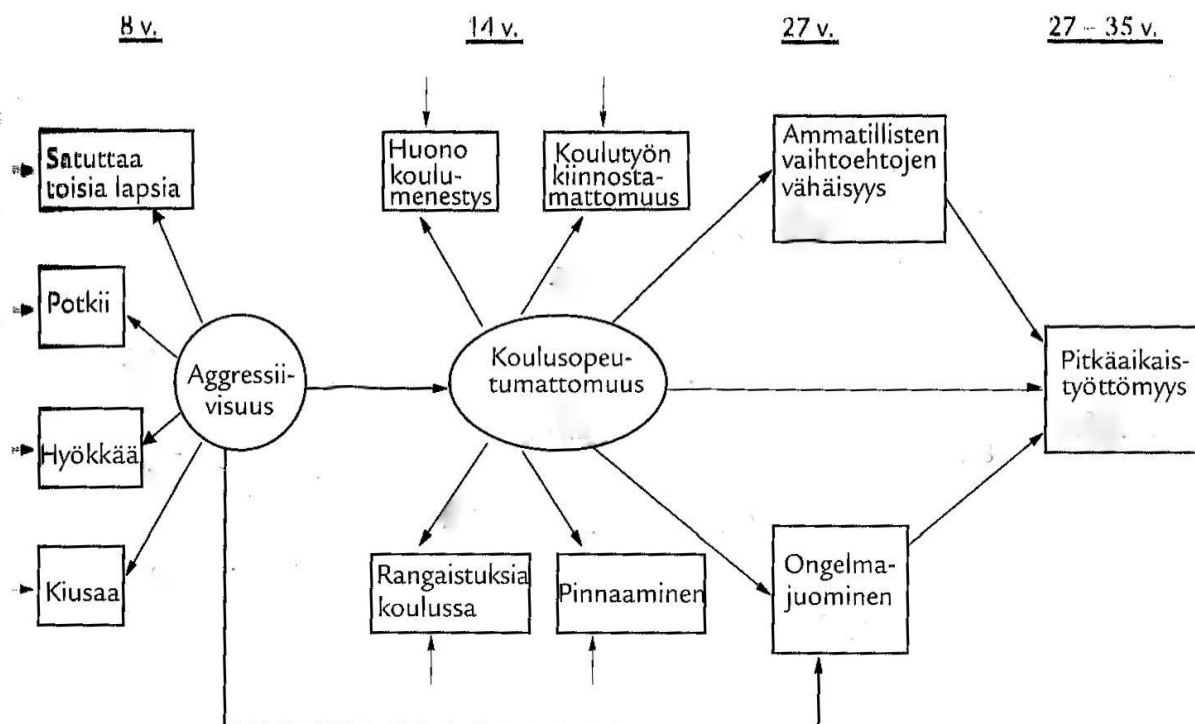 8 v.
14 v.
27 v.
27 – 35 v.
Satuttaa
toisia lapsia
Potkii
Hyökkää
Kiusaa
Aggressii-
visuus
Huono
koulu-
menestys
Koulutyön
kiinnosta-
mattomuus
Koulusopeu-
tumattomuus
Rangaistuksia
koulussa
Pinnaaminen
Ammatillisten
vaihtoehtojen
vähäisyys
Ongelma-
juominen
Pitkäaikais-
työttömyys